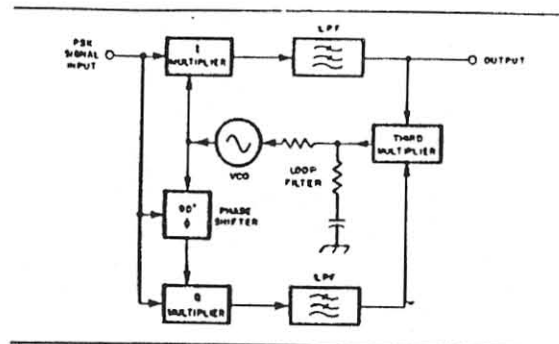 PSK
SIGNAL
INPUT
I
MULTIPLIER
LPF
OUTPUT
VCO
LOOP
FILTER
THIRD
MULTIPLIER
90°
ϕ
PHASE
SHIFTER
Q
MULTIPLIER
LPF